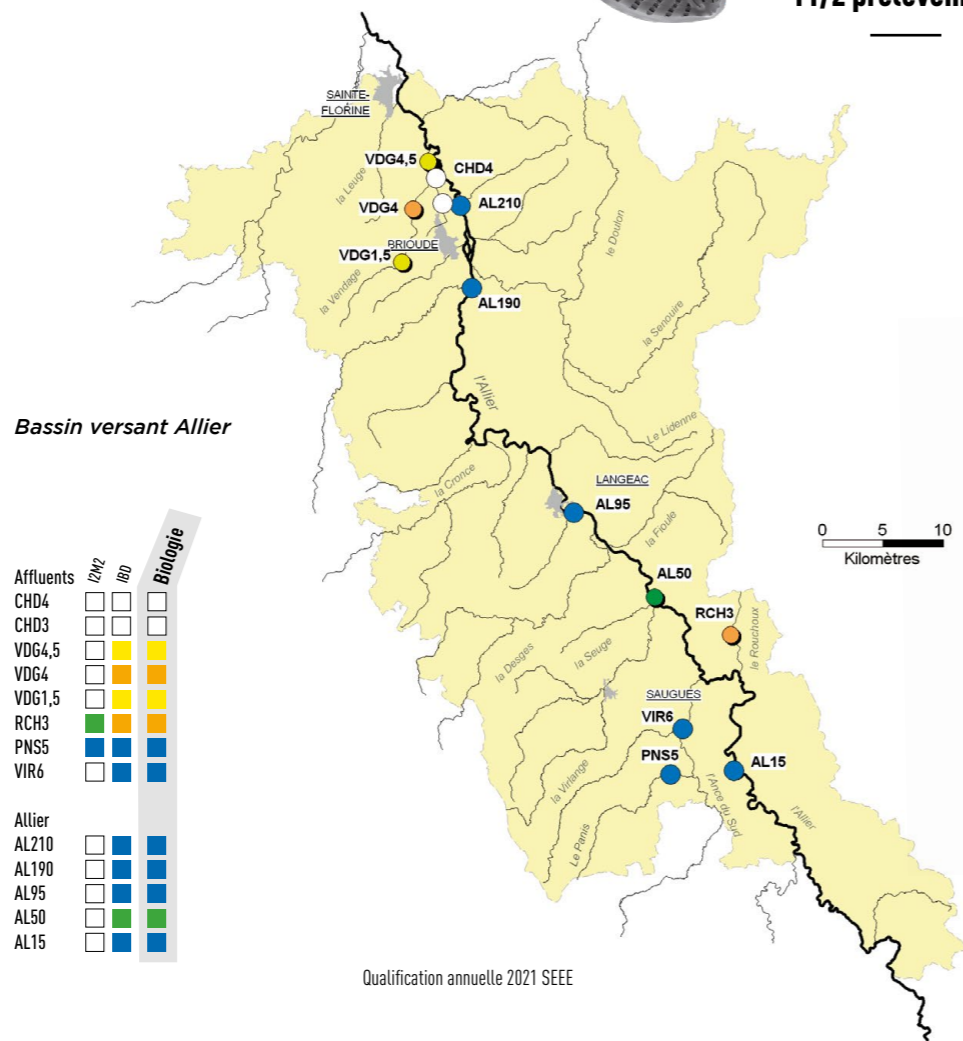 SAINTE-
FLORINE
VDG4,5
CHD4
la Leuge
VDG4
AL210
BRIOUDE
VDG1,5
le Doulon
la Vendage
AL190
la Senouire
l'Allier
Bassin versant Allier
Le Lidenne
la Cronce
LANGEAC
AL95
la Fioule
0 5 10
Kilomètres
AL50
RCH3
la Desges
la Seuge
le Rouchoux
SAUGUES
VIR6
PNS5
AL15
la Virlange
l'Ance du Sud
l'Allier
Le Panis
Affluents I2M2 IBD Biologie
CHD4
CHD3
VDG4,5
VDG4
VDG1,5
RCH3
PNS5
VIR6
Allier
AL210
AL190
AL95
AL50
AL15
Qualification annuelle 2021 SEEE